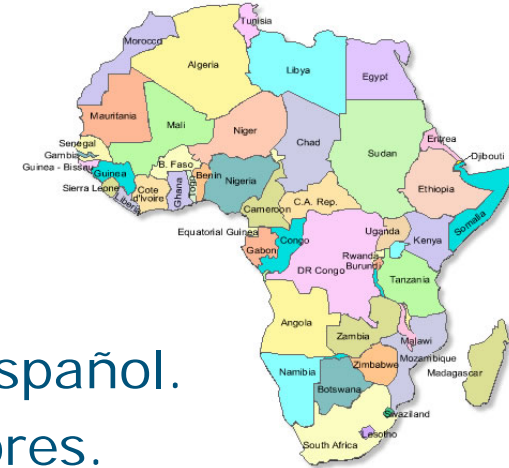 Tunisia
Morocco
Algeria
Libya
Egypt
Mauritania
Mali
Niger
Chad
Sudan
Eritrea
Senegal
Gambia
Guinea - Bissau
Guinea
B. Faso
Benin
Nigeria
Djibouti
Ethiopia
Sierra Leone
Liberia
Cote
d'Ivoire
Ghana
Togo
Cameroon
C.A. Rep.
Somalia
Equatorial Guinea
Gabon
Congo
DR Congo
Uganda
Kenya
Rwanda
Burundi
Tanzania
Angola
Zambia
Malawi
Mozambique
Madagascar
Namibia
Zimbabwe
Botswana
Swaziland
South Africa
Lesotho
spañol.
res.